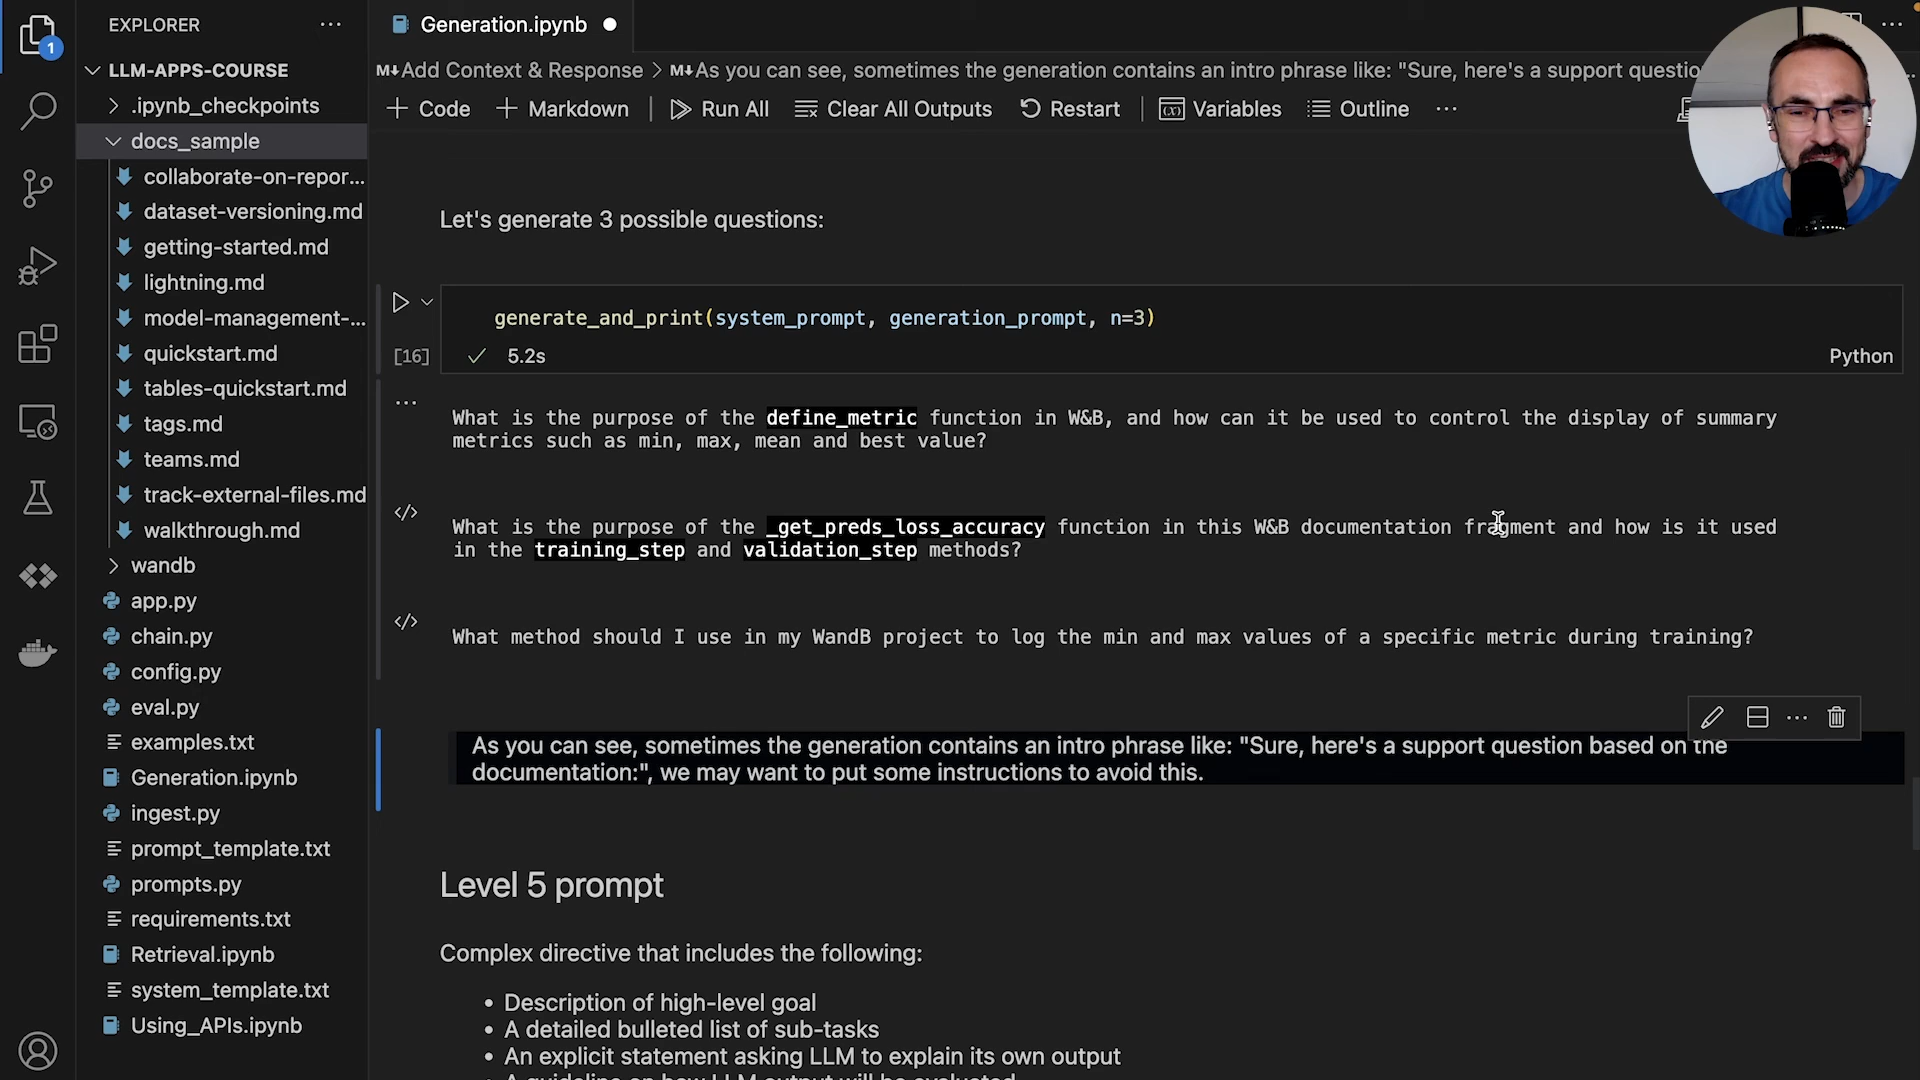 EXPLORER
Generation.ipynb
1
LLM-APPS-COURSE
.ipynb_checkpoints
docs_sample
collaborate-on-repor...
dataset-versioning.md
getting-started.md
lightning.md
model-management-...
quickstart.md
tables-quickstart.md
tags.md
teams.md
track-external-files.md
walkthrough.md
wandb
app.py
chain.py
config.py
eval.py
examples.txt
Generation.ipynb
ingest.py
prompt_template.txt
prompts.py
requirements.txt
Retrieval.ipynb
system_template.txt
Using_APIs.ipynb
M↓Add Context & Response > M↓As you can see, sometimes the generation contains an intro phrase like: "Sure, here's a support questio
+ Code + Markdown Run All Clear All Outputs Restart Variables Outline ...
Let's generate 3 possible questions:
generate_and_print(system_prompt, generation_prompt, n=3)
[16] ✓ 5.2s Python
What is the purpose of the define_metric function in W&B, and how can it be used to control the display of summary
metrics such as min, max, mean and best value?
What is the purpose of the _get_preds_loss_accuracy function in this W&B documentation fragment and how is it used
in the training_step and validation_step methods?
What method should I use in my WandB project to log the min and max values of a specific metric during training?
As you can see, sometimes the generation contains an intro phrase like: "Sure, here's a support question based on the
documentation:", we may want to put some instructions to avoid this.
Level 5 prompt
Complex directive that includes the following:
• Description of high-level goal
• A detailed bulleted list of sub-tasks
• An explicit statement asking LLM to explain its own output
• A guideline on how LLM output will be evaluated